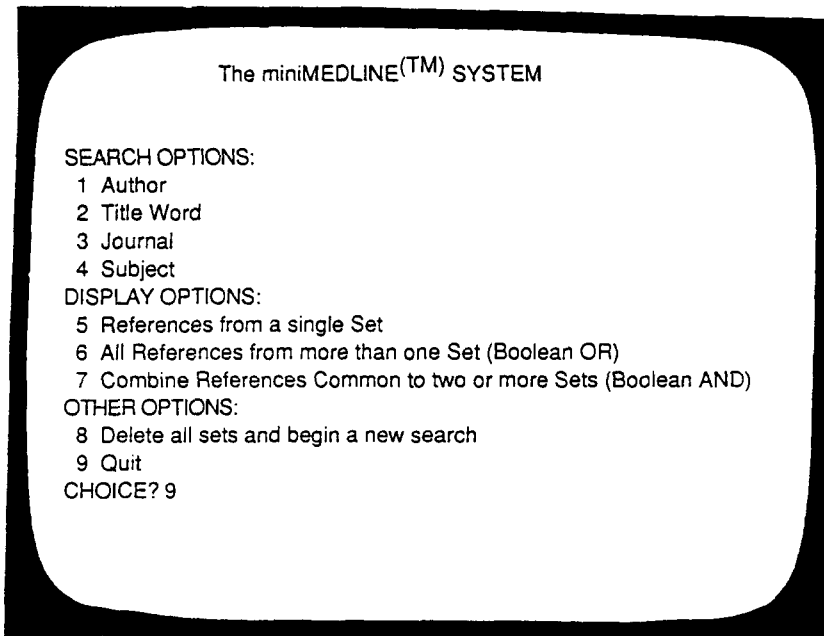 The miniMEDLINE(TM) SYSTEM
SEARCH OPTIONS:
1 Author
2 Title Word
3 Journal
4 Subject
DISPLAY OPTIONS:
5 References from a single Set
6 All References from more than one Set (Boolean OR)
7 Combine References Common to two or more Sets (Boolean AND)
OTHER OPTIONS:
8 Delete all sets and begin a new search
9 Quit
CHOICE? 9